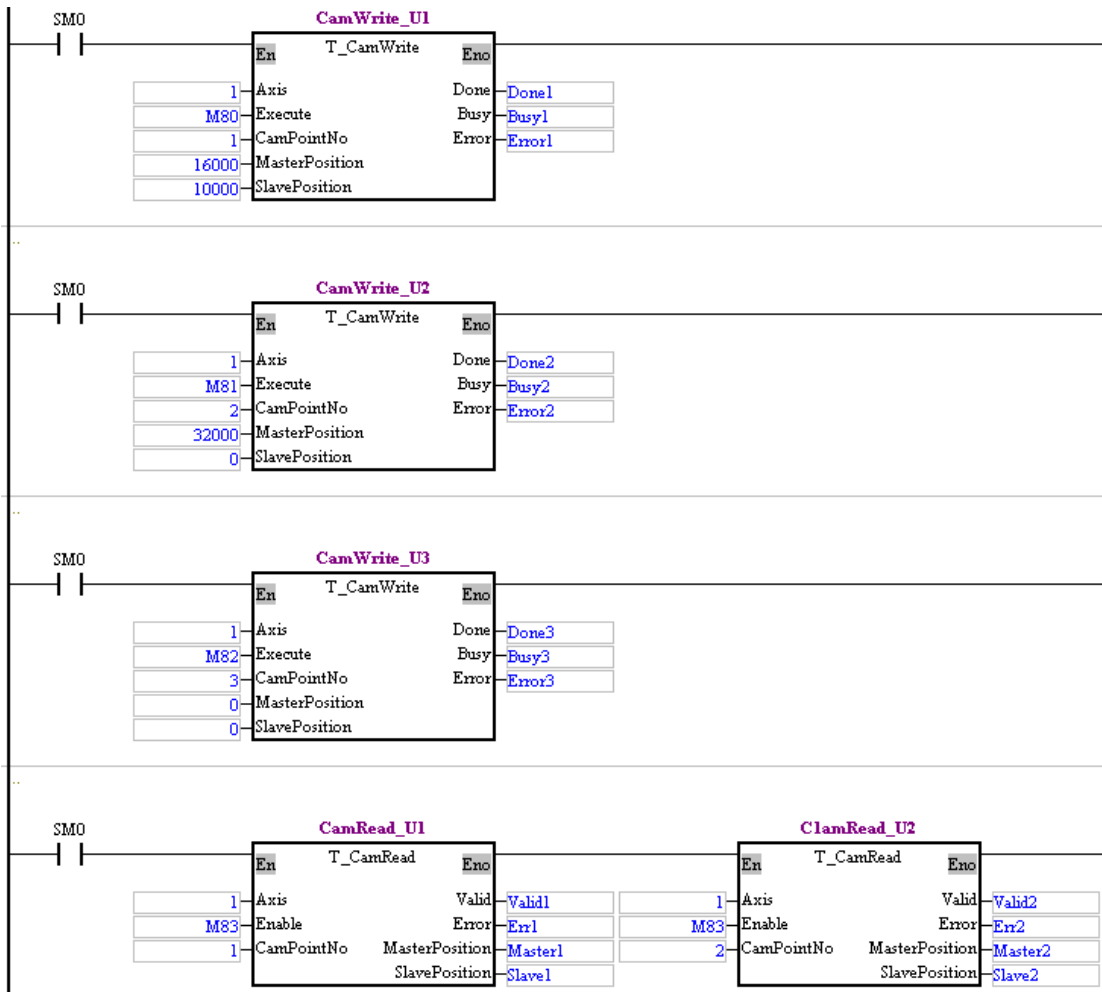 SM0 CamWrite_U1
En T_CamWrite Eno
1 Axis Done Done1
M80 Execute Busy Busy1
1 CamPointNo Error Error1
16000 MasterPosition
10000 SlavePosition
..
SM0 CamWrite_U2
En T_CamWrite Eno
1 Axis Done Done2
M81 Execute Busy Busy2
2 CamPointNo Error Error2
32000 MasterPosition
0 SlavePosition
..
SM0 CamWrite_U3
En T_CamWrite Eno
1 Axis Done Done3
M82 Execute Busy Busy3
3 CamPointNo Error Error3
0 MasterPosition
0 SlavePosition
..
SM0 CamRead_U1 C1amRead_U2
En T_CamRead Eno En T_CamRead Eno
1 Axis Valid Valid1 1 Axis Valid Valid2
M83 Enable Error Err1 M83 Enable Error Err2
1 CamPointNo MasterPosition Master1 2 CamPointNo MasterPosition Master2
SlavePosition Slave1 SlavePosition Slave2